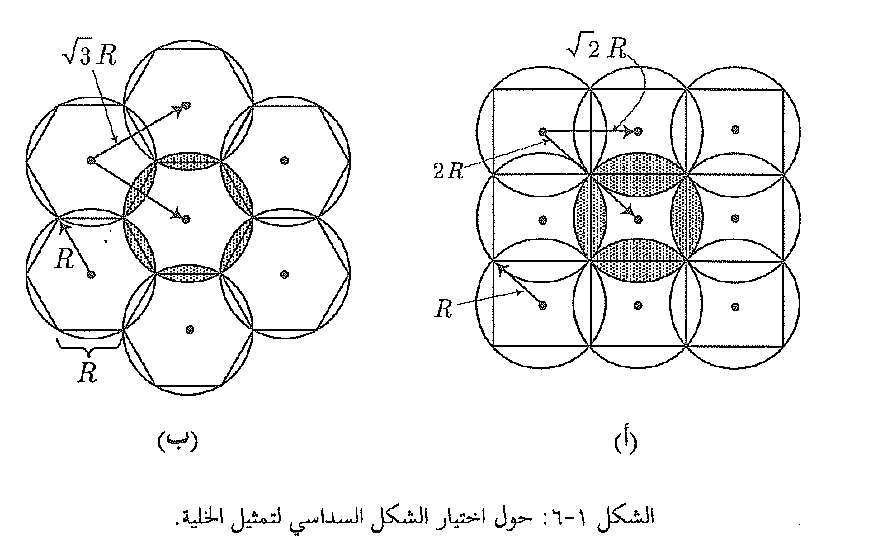 √3 R
√2 R
2R
R
R
R
(ب)
(أ)
الشكل ١-٦: حول اختيار الشكل السداسي لتمثيل الخلية.